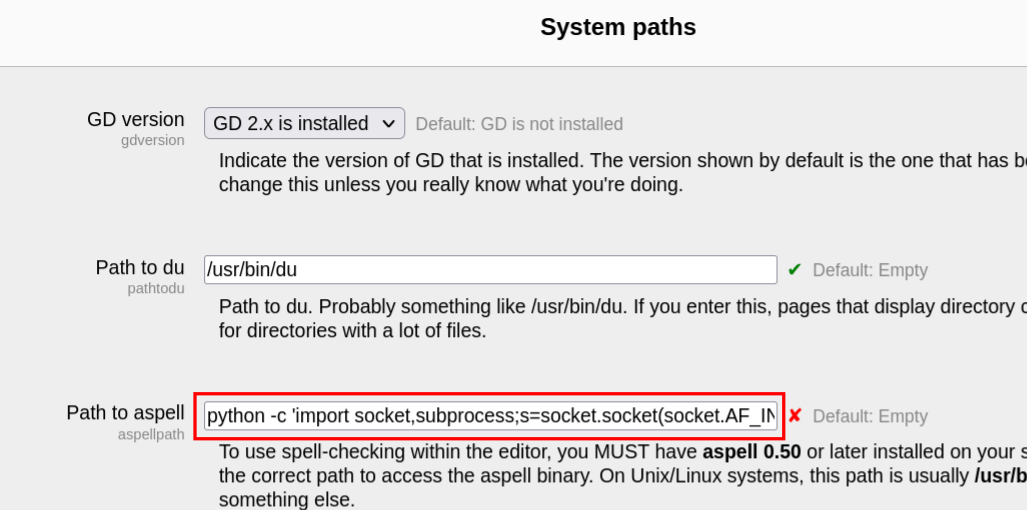 System paths
GD version
GD 2.x is installed
Default: GD is not installed
gdversion
Indicate the version of GD that is installed. The version shown by default is the one that has
change this unless you really know what you're doing.
Path to du
/usr/bin/du
✔ Default: Empty
pathtodu
Path to du. Probably something like /usr/bin/du. If you enter this, pages that display directory
for directories with a lot of files.
Path to aspell
python -c 'import socket,subprocess;s=socket.socket(socket.AF_IN
✘ Default: Empty
aspellpath
To use spell-checking within the editor, you MUST have aspell 0.50 or later installed on your
the correct path to access the aspell binary. On Unix/Linux systems, this path is usually /usr/b
something else.